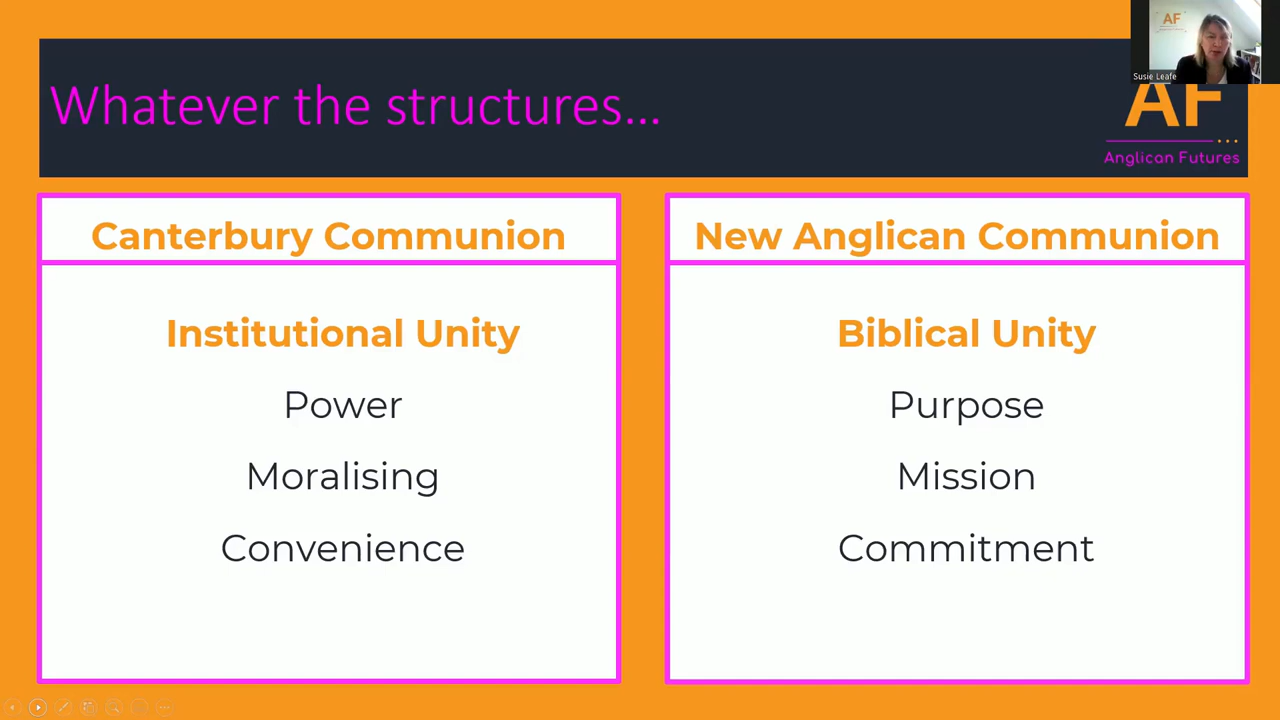 Whatever the structures...
AF
Susie Leafe
AF
Anglican Futures
Canterbury Communion
Institutional Unity
Power
Moralising
Convenience
New Anglican Communion
Biblical Unity
Purpose
Mission
Commitment